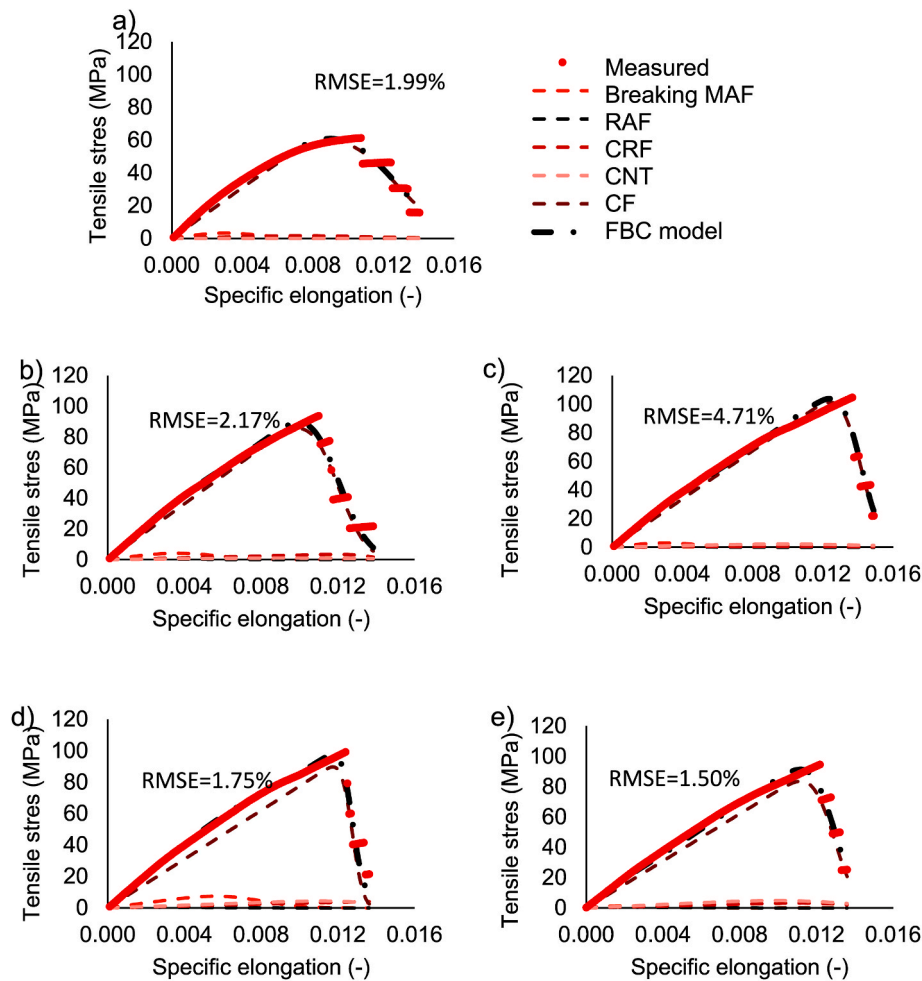 a)
120
100
80
60
40
20
0
Tensile stres (MPa)
RMSE=1.99%
0.000 0.004 0.008 0.012 0.016
Specific elongation (-)
Measured
Breaking MAF
RAF
CRF
CNT
CF
FBC model
b)
120
100
80
60
40
20
0
Tensile stres (MPa)
RMSE=2.17%
0.000 0.004 0.008 0.012 0.016
Specific elongation (-)
c)
120
100
80
60
40
20
0
Tensile stres (MPa)
RMSE=4.71%
0.000 0.004 0.008 0.012 0.016
Specific elongation (-)
d)
120
100
80
60
40
20
0
Tensile stres (MPa)
RMSE=1.75%
0.000 0.004 0.008 0.012 0.016
Specific elongation (-)
e)
120
100
80
60
40
20
0
Tensile stres (MPa)
RMSE=1.50%
0.000 0.004 0.008 0.012 0.016
Specific elongation (-)